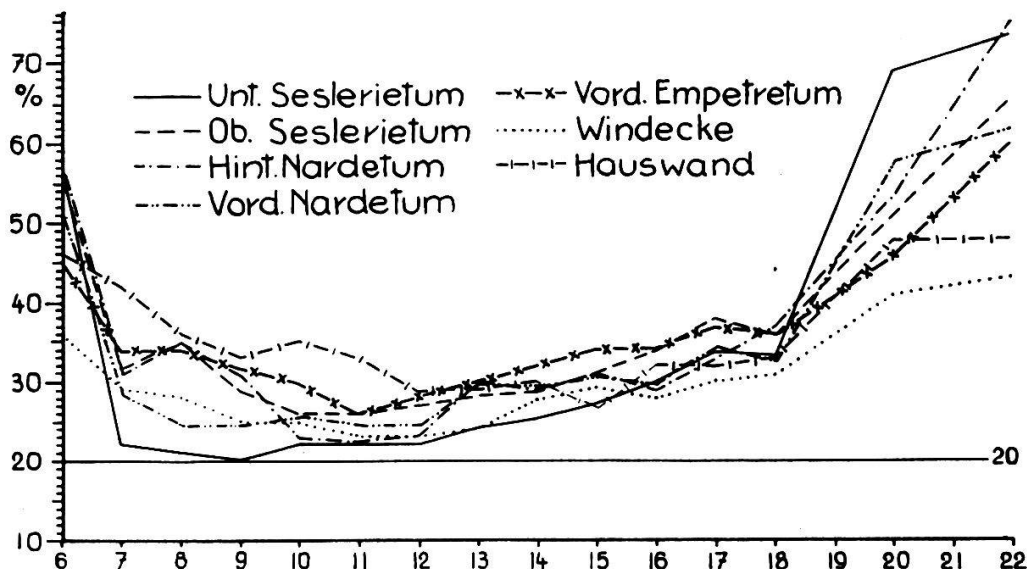 70
%
60
50
40
30
20
10
Unt. Seslerietum
Ob. Seslerietum
Hint. Nardetum
Vord. Nardetum
Vord. Empetretum
Windecke
Hauswand
20
6 7 8 9 10 11 12 13 14 15 16 17 18 19 20 21 22